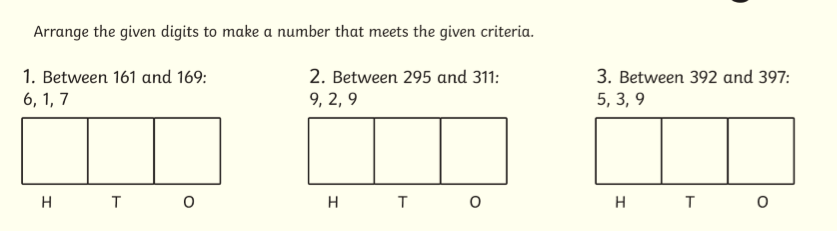 Arrange the given digits to make a number that meets the given criteria.
1. Between 161 and 169:
6, 1, 7
H T O
2. Between 295 and 311:
9, 2, 9
H T O
3. Between 392 and 397:
5, 3, 9
H T O